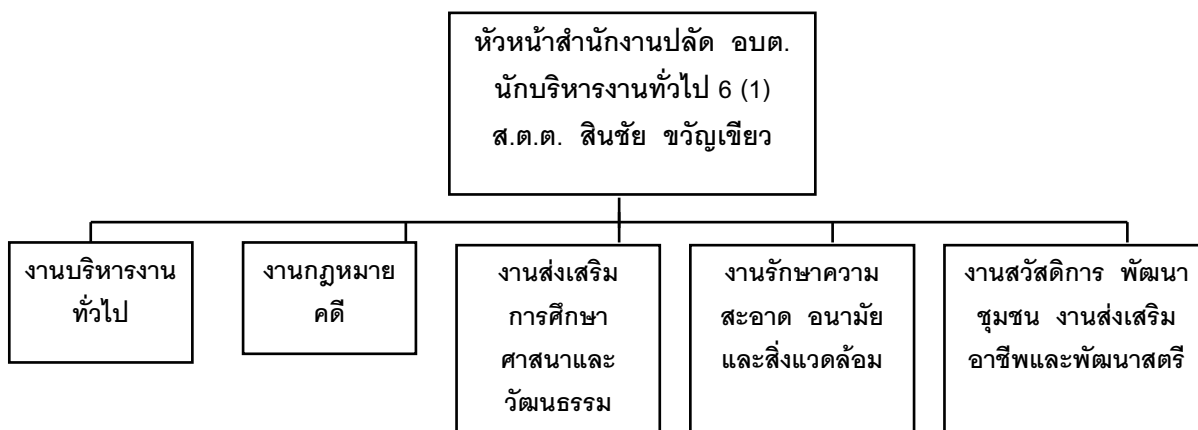 หัวหน้าสำนักงานปลัด อบต.
นักบริหารงานทั่วไป 6 (1)
ส.ต.ต. สินชัย ขวัญเขียว
งานบริหารงาน
ทั่วไป
งานกฎหมาย
คดี
งานส่งเสริม
การศึกษา
ศาสนาและ
วัฒนธรรม
งานรักษาความ
สะอาด อนามัย
และสิ่งแวดล้อม
งานสวัสดิการ พัฒนา
ชุมชน งานส่งเสริม
อาชีพและพัฒนาสตรี